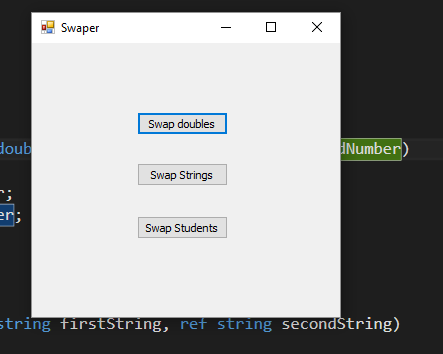 Swaper
Swap doubles
doub dNumber)
r;
Swap Strings
er;
Swap Students
string firstString, ref string secondString)